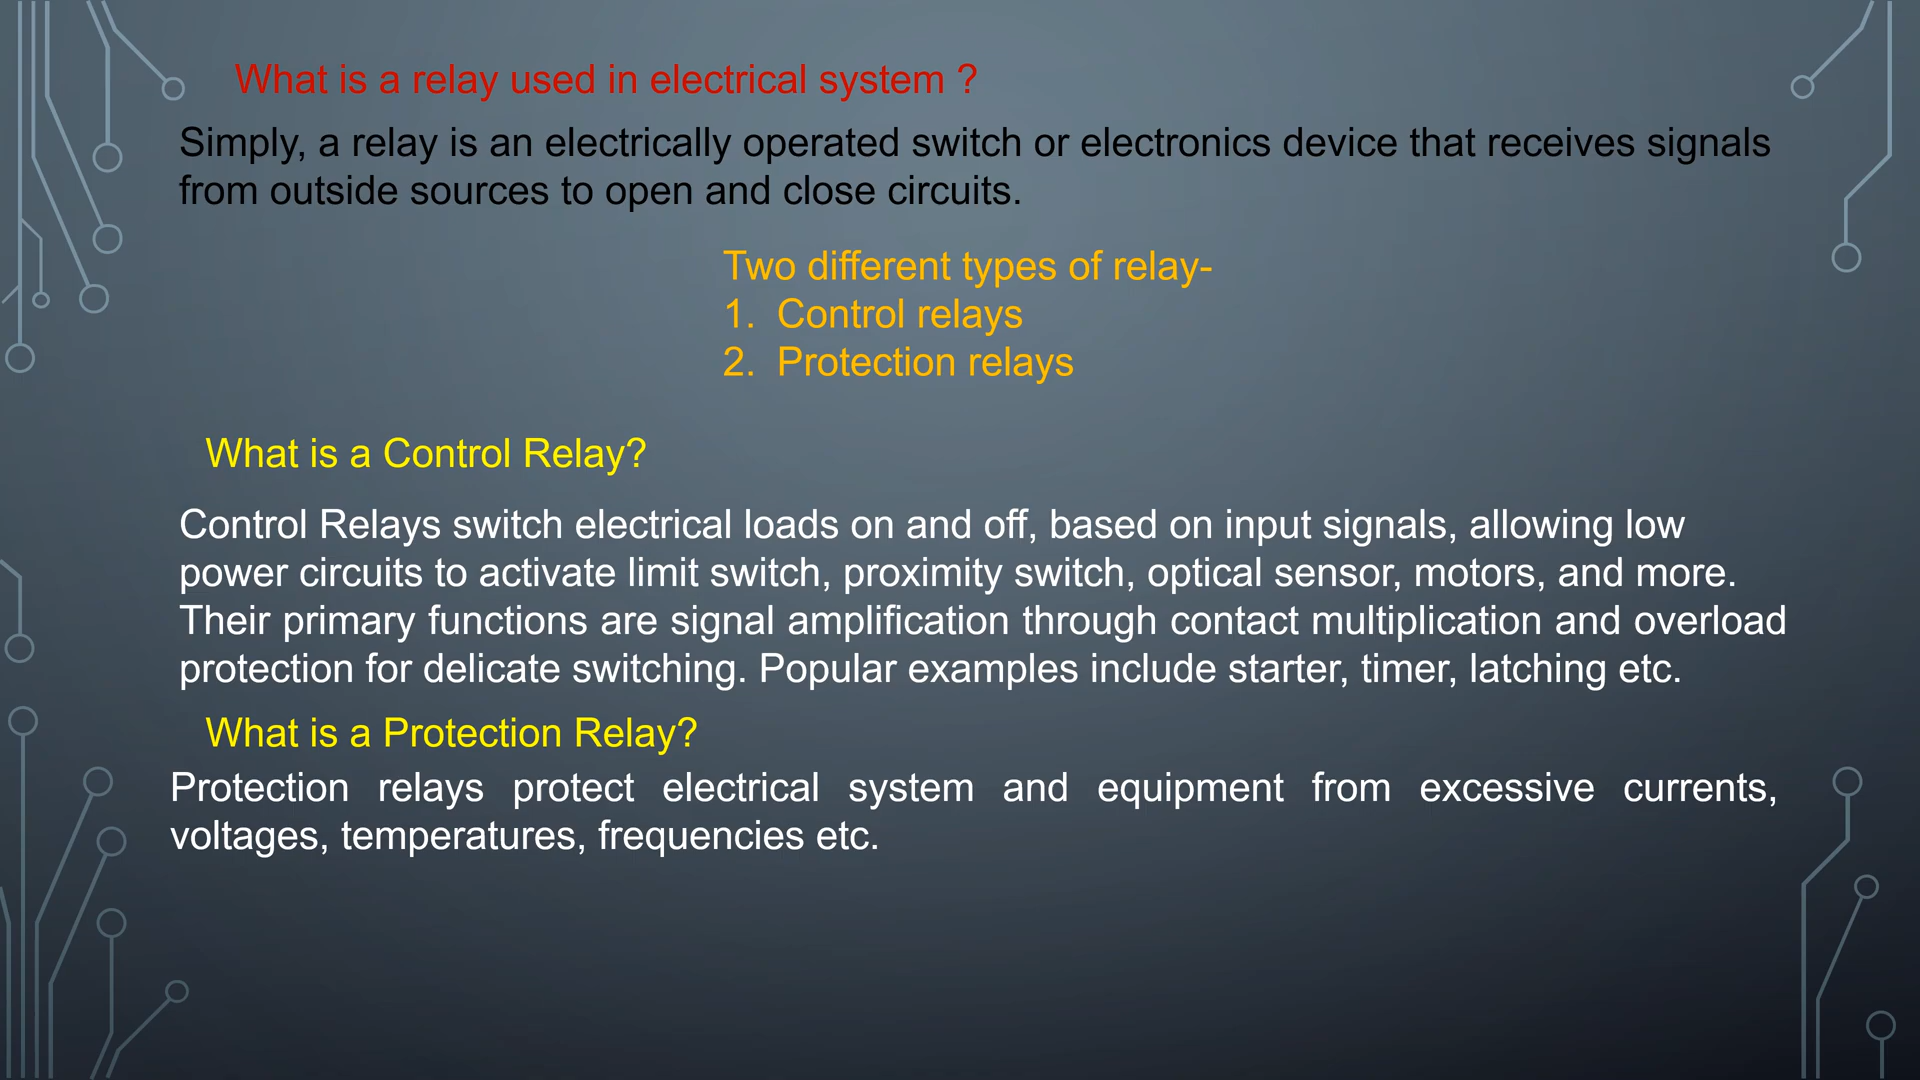 What is a relay used in electrical system ?
Simply, a relay is an electrically operated switch or electronics device that receives signals
from outside sources to open and close circuits.
Two different types of relay-
1. Control relays
2. Protection relays
What is a Control Relay?
Control Relays switch electrical loads on and off, based on input signals, allowing low
power circuits to activate limit switch, proximity switch, optical sensor, motors, and more.
Their primary functions are signal amplification through contact multiplication and overload
protection for delicate switching. Popular examples include starter, timer, latching etc.
What is a Protection Relay?
Protection relays protect electrical system and equipment from excessive currents,
voltages, temperatures, frequencies etc.